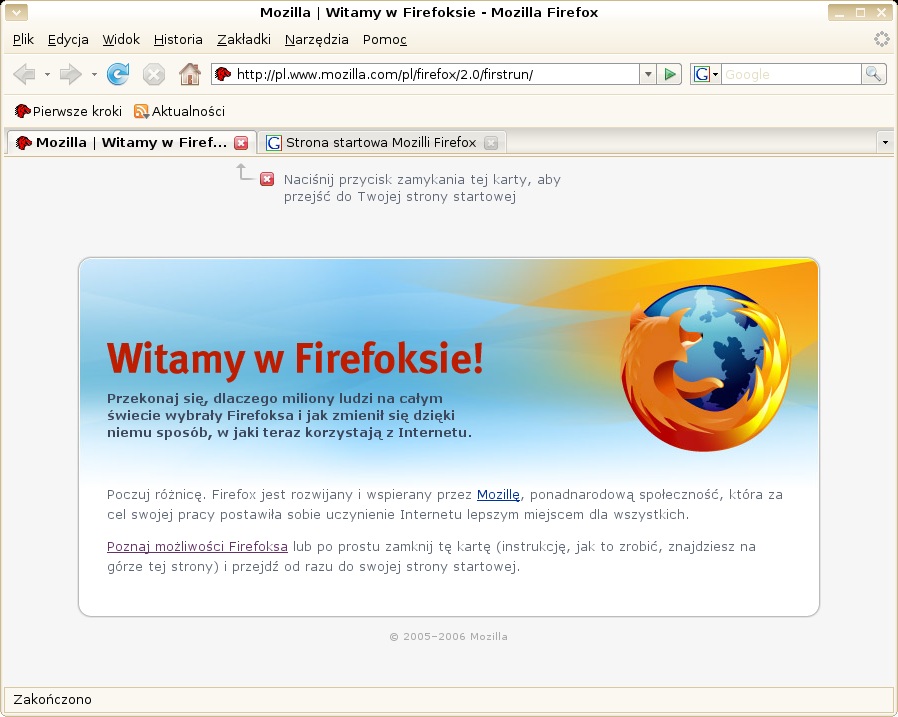 Mozilla | Witamy w Firefoksie - Mozilla Firefox
Plik Edycja Widok Historia Zakładki Narzędzia Pomoc
http://pl.www.mozilla.com/pl/firefox/2.0/firstrun/ G Google
Pierwsze kroki Aktualności
Mozilla | Witamy w Firef... G Strona startowa Mozilli Firefox
Naciśnij przycisk zamykania tej karty, aby
przejść do Twojej strony startowej
Witamy w Firefoksie!
Przekonaj się, dlaczego miliony ludzi na całym
świecie wybrały Firefoksa i jak zmienił się dzięki
niemu sposób, w jaki teraz korzystają z Internetu.
Poczuj różnicę. Firefox jest rozwijany i wspierany przez Mozillę, ponadnarodową społeczność, która za
cel swojej pracy postawiła sobie uczynienie Internetu lepszym miejscem dla wszystkich.
Poznaj możliwości Firefoksa lub po prostu zamknij tę kartę (instrukcję, jak to zrobić, znajdziesz na
górze tej strony) i przejdź od razu do swojej strony startowej.
© 2005–2006 Mozilla
Zakończono